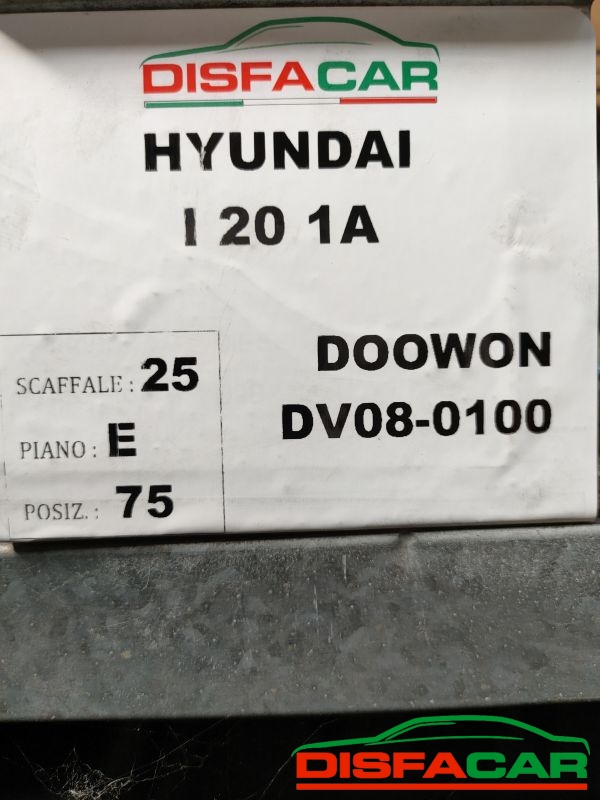 DISFACAR
HYUNDAI
I 20 1A
DOOWON
DV08-0100
SCAFFALE : 25
PIANO : E
POSIZ. : 75
DISFACAR